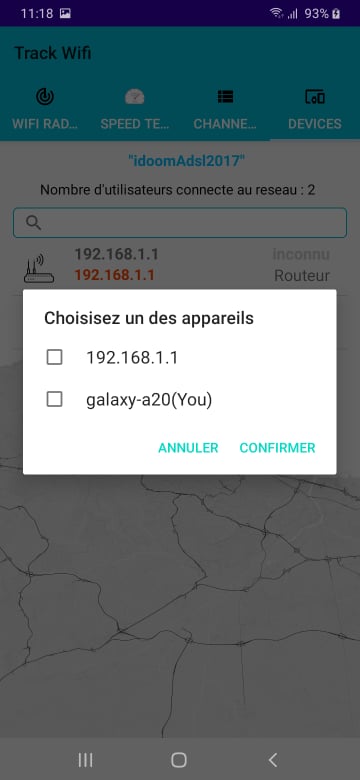 11:18
93%
Track Wifi
WIFI RAD... SPEED TE... CHANNE... DEVICES
"idoomAdsl2017"
Nombre d'utilisateurs connecte au reseau : 2
192.168.1.1 inconnu
192.168.1.1 Routeur
Choisisez un des appareils
192.168.1.1
galaxy-a20(You)
ANNULER CONFIRMER